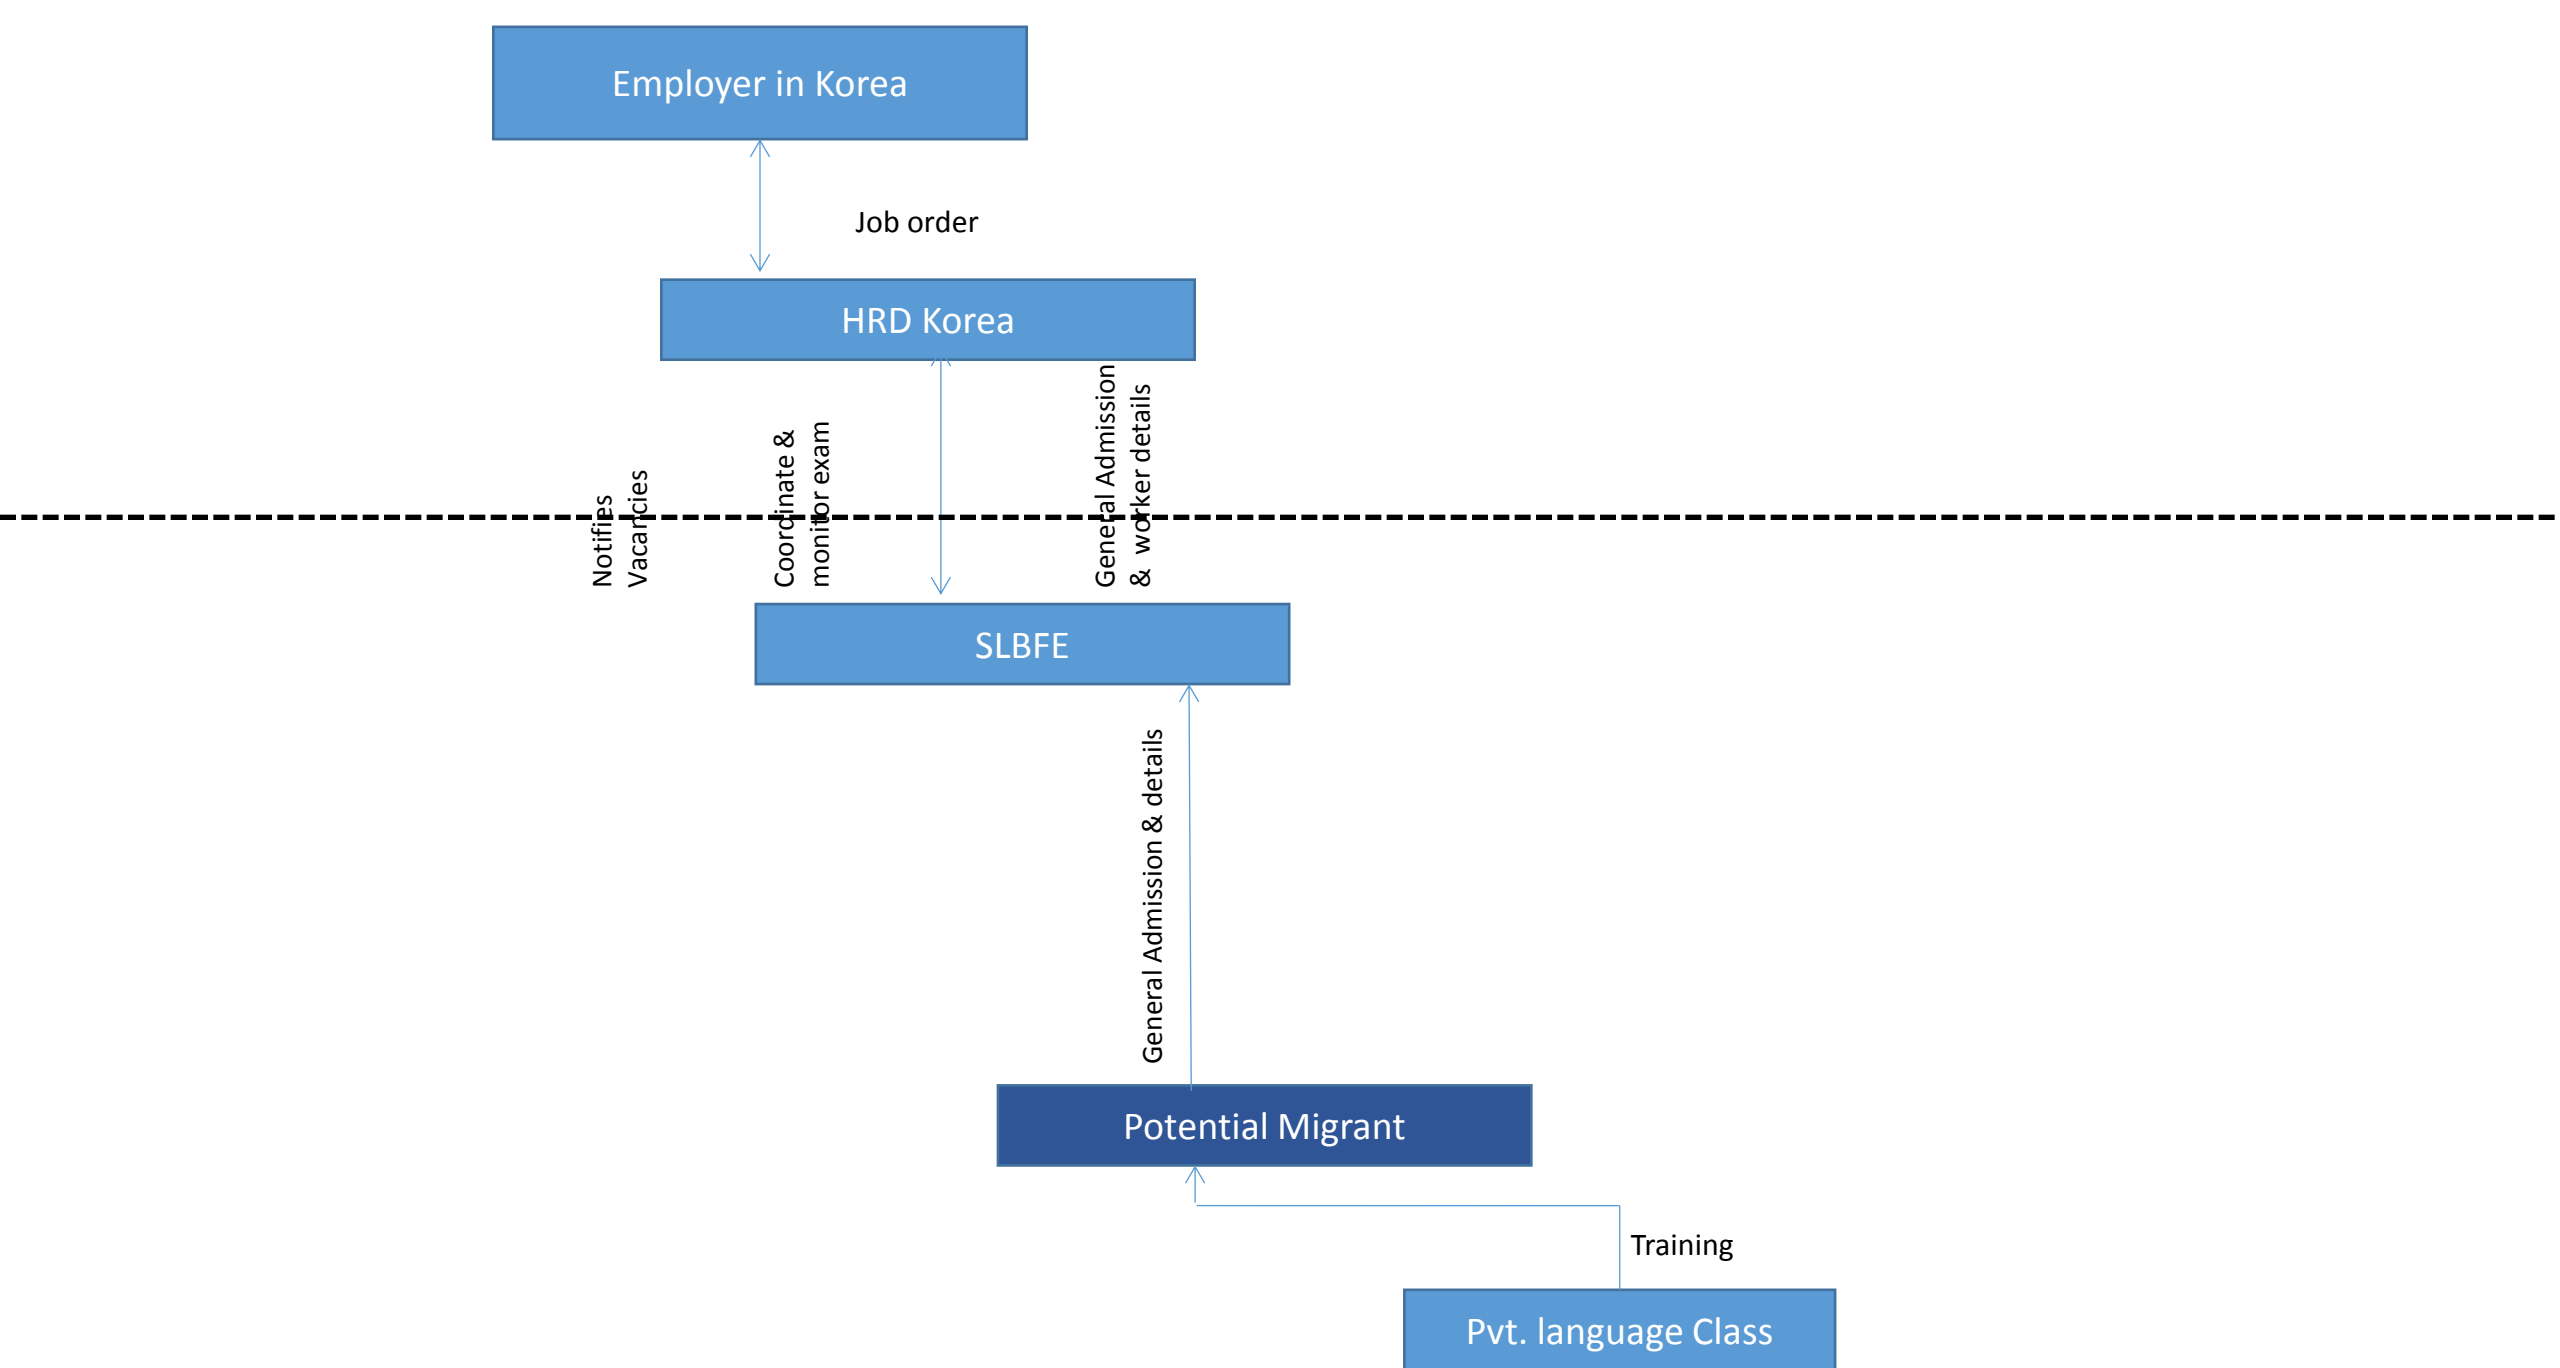 Employer in Korea
Job order
HRD Korea
Notifies
Vacancies
Coordinate &
monitor exam
General Admission
& worker details
SLBFE
General Admission & details
Potential Migrant
Training
Pvt. language Class